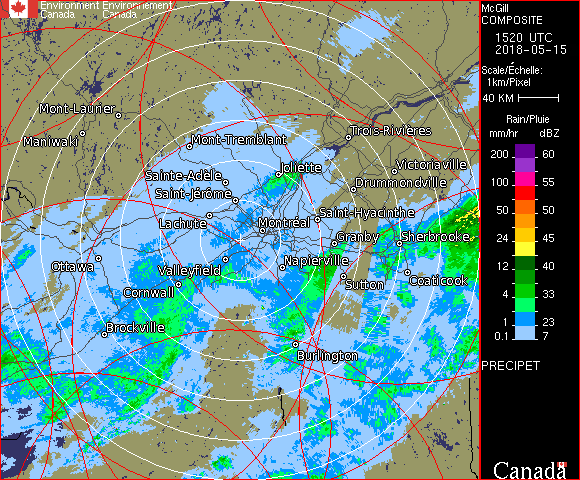 Environment Environnement
Canada Canada
McGill
COMPOSITE
1520 UTC
2018-05-15
Scale/Échelle:
1km/Pixel
40 KM
Rain/Pluie
mm/hr dBZ
200 60
100 55
50 50
24 45
12 40
4 33
1 23
0.1 7
PRECIPET
Canada
Mont-Laurier
Trois-Rivières
Maniwaki
Mont-Tremblant
Joliette
Victoriaville
Sainte-Adèle
Drummondville
Saint-Jérôme
Saint-Hyacinthe
Lachute
Montréal
Granby
Sherbrooke
Ottawa
Valleyfield
Napierville
Coaticook
Sutton
Cornwall
Brockville
Burlington